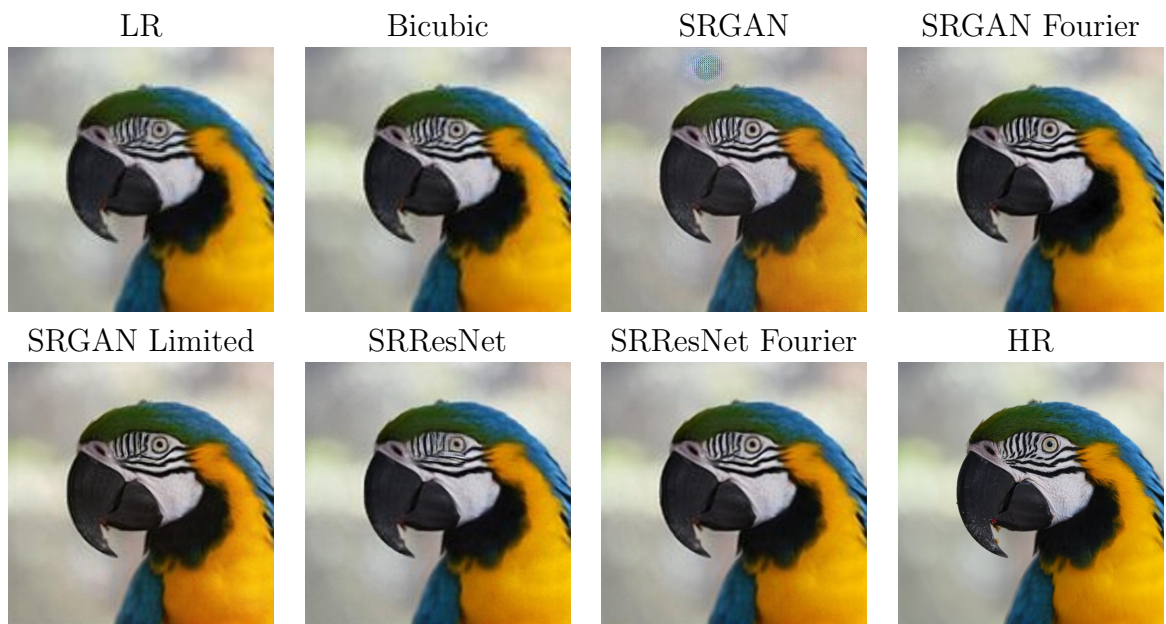 LR
Bicubic
SRGAN
SRGAN Fourier
SRGAN Limited
SRResNet
SRResNet Fourier
HR